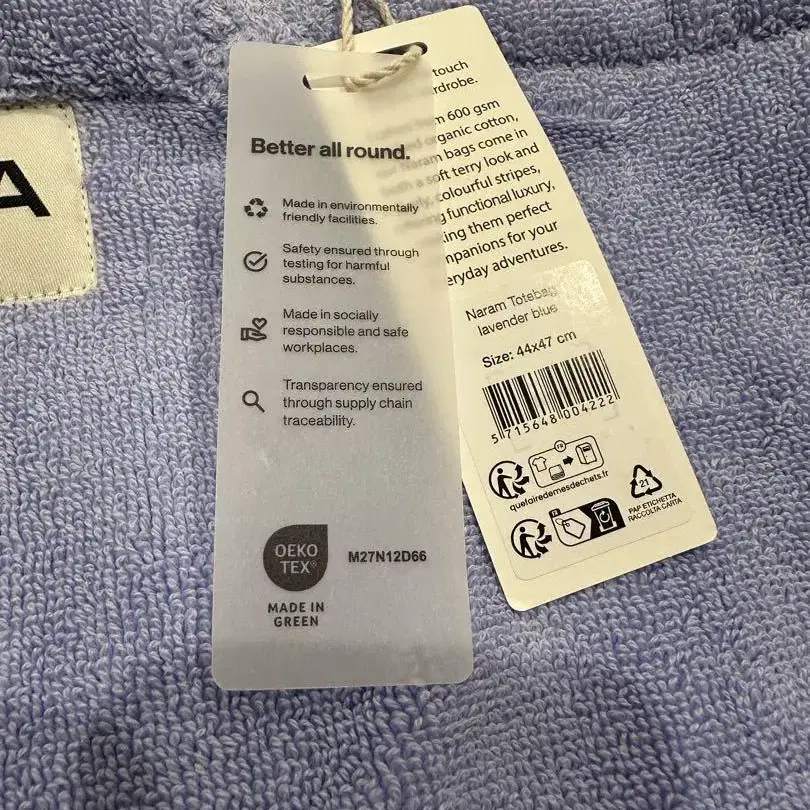 A
Better all round.
Made in environmentally
friendly facilities.
Safety ensured through
testing for harmful
substances.
Made in socially
responsible and safe
workplaces.
Transparency ensured
through supply chain
traceability.
OEKO
TEX®
MADE IN
GREEN
M27N12D66
touch
600 gsm
organic cotton,
Naram bags come in
soft terry look and
colourful stripes,
functional luxury,
them perfect
for your
adventures.
Naram Totebag
lavender blue
Size: 44x47 cm
5 715648 004222
FR
quefairedemesdechets.fr
FR
21
PAP ETICHETTA
RACCOLTA CARTA